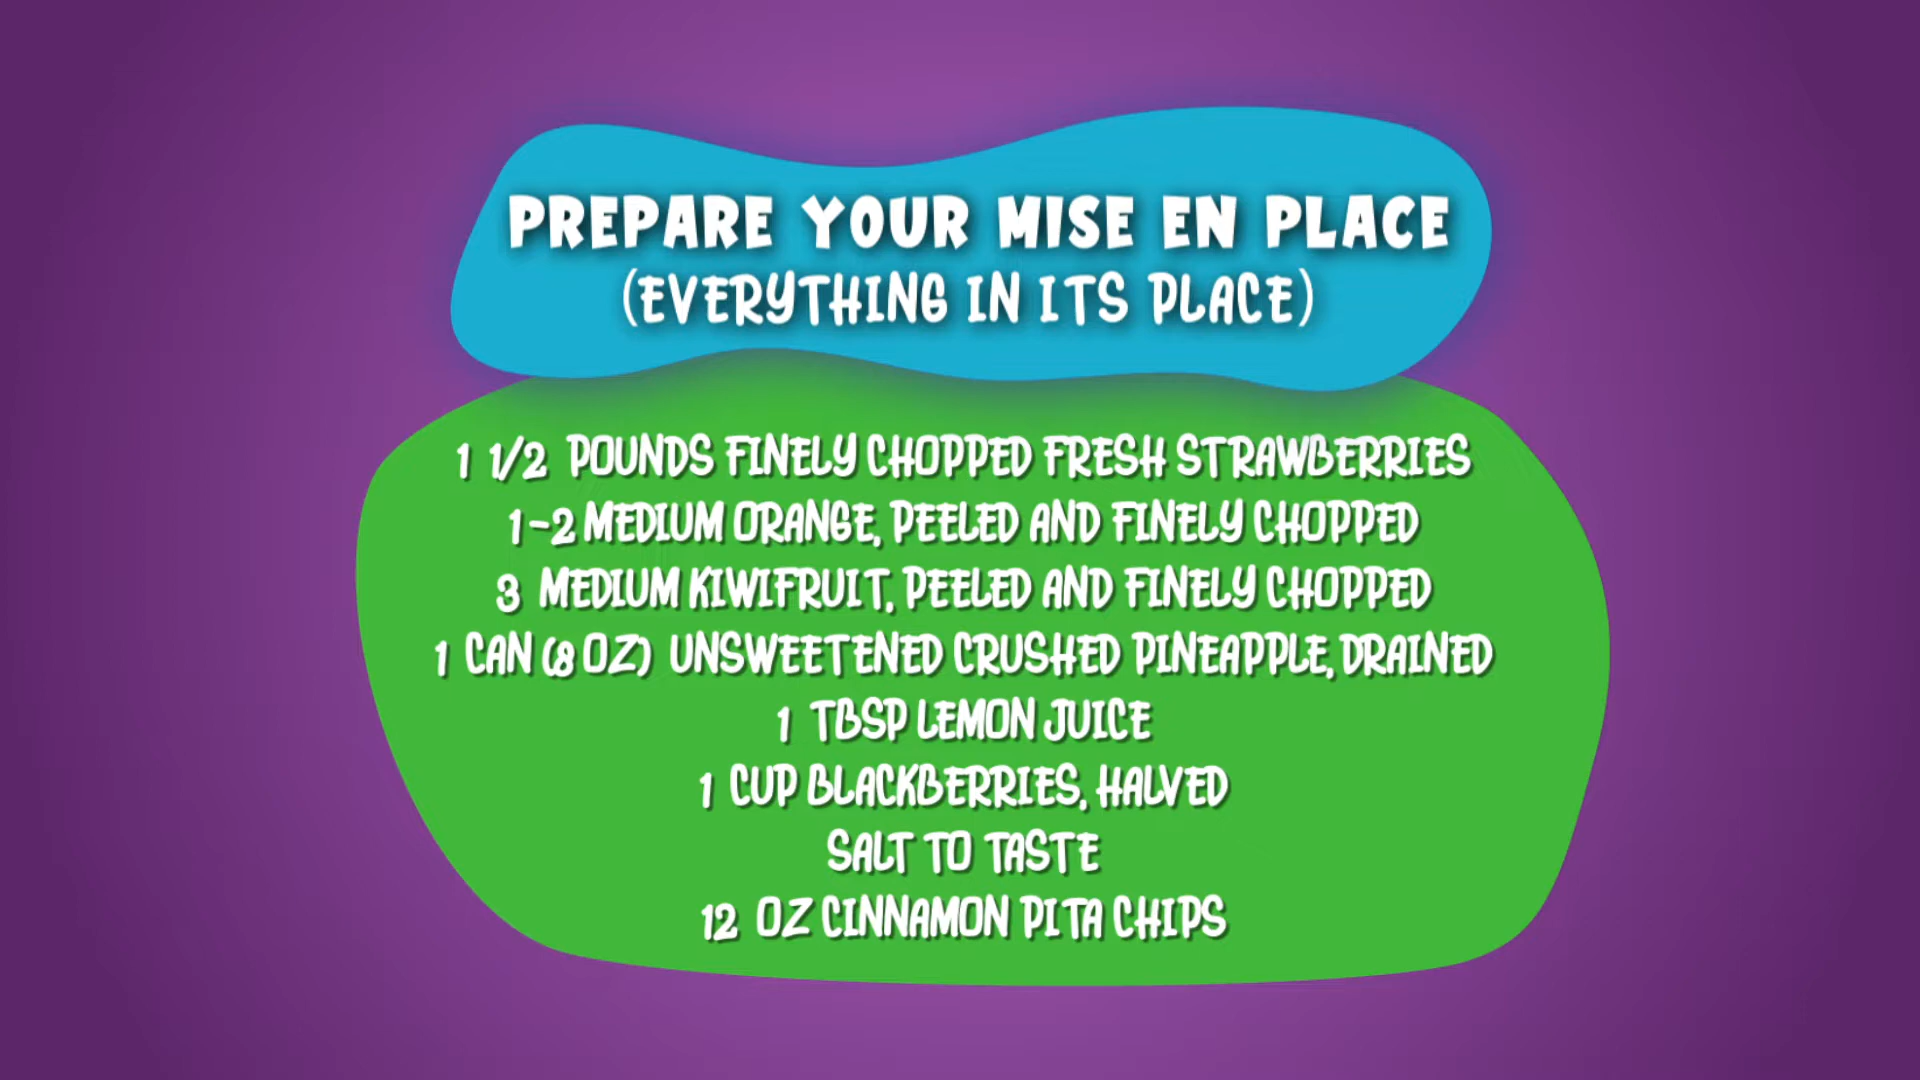 PREPARE YOUR MISE EN PLACE
(EVERYTHING IN ITS PLACE)
1 1/2 POUNDS FINELY CHOPPED FRESH STRAWBERRIES
1-2 MEDIUM ORANGE, PEELED AND FINELY CHOPPED
3 MEDIUM KIWIFRUIT, PEELED AND FINELY CHOPPED
1 CAN (8 OZ) UNSWEETENED CRUSHED PINEAPPLE, DRAINED
1 TBSP LEMON JUICE
1 CUP BLACKBERRIES, HALVED
SALT TO TASTE
12 OZ CINNAMON PITA CHIPS